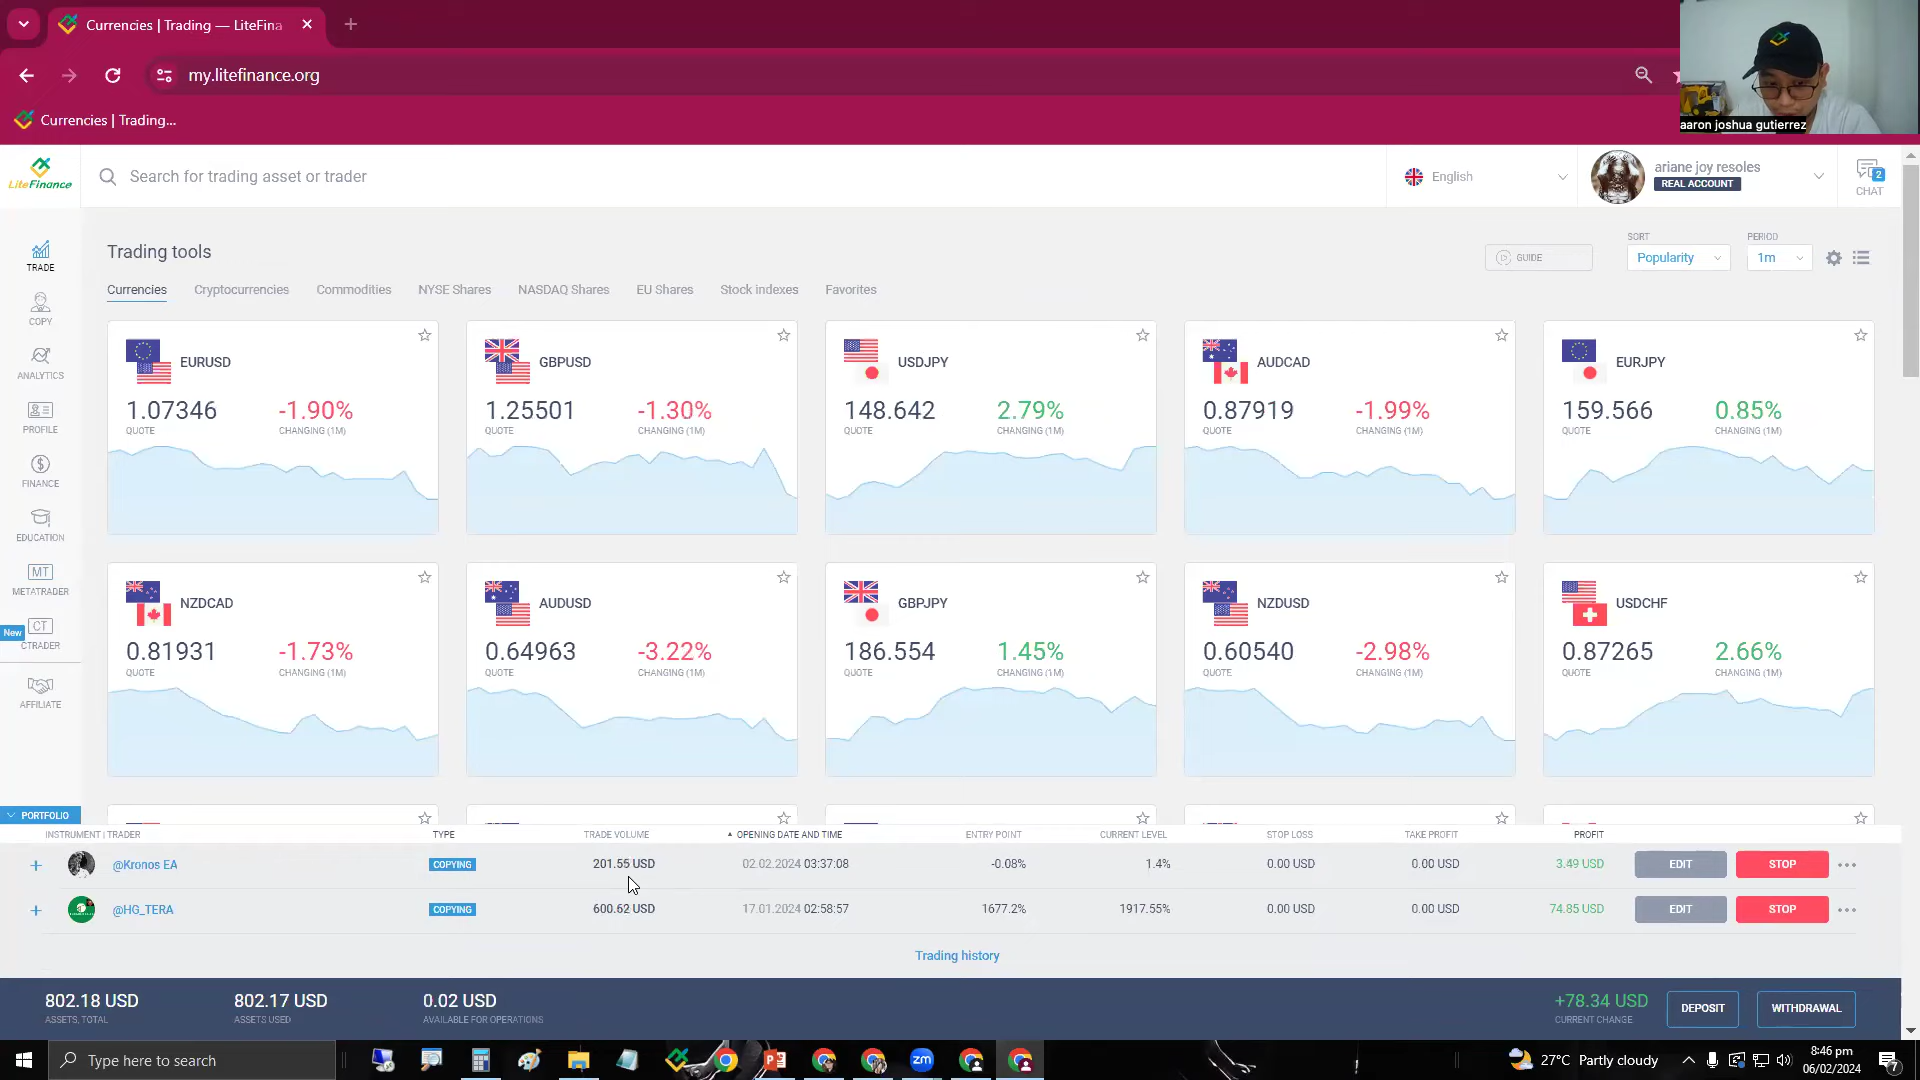 Currencies | Trading — LiteFina
my.litefinance.org
Currencies | Trading...
aaron joshua gutierrez
LiteFinance
Search for trading asset or trader
English
ariane joy resoles
REAL ACCOUNT
2
CHAT
TRADE
COPY
ANALYTICS
PROFILE
FINANCE
EDUCATION
MT
METATRADER
New
CT
CTRADER
AFFILIATE
Trading tools
GUIDE
SORT
Popularity
PERIOD
1m
Currencies Cryptocurrencies Commodities NYSE Shares NASDAQ Shares EU Shares Stock indexes Favorites
EURUSD
1.07346 -1.90%
QUOTE CHANGING (1M)
GBPUSD
1.25501 -1.30%
QUOTE CHANGING (1M)
USDJPY
148.642 2.79%
QUOTE CHANGING (1M)
AUDCAD
0.87919 -1.99%
QUOTE CHANGING (1M)
EURJPY
159.566 0.85%
QUOTE CHANGING (1M)
NZDCAD
0.81931 -1.73%
QUOTE CHANGING (1M)
AUDUSD
0.64963 -3.22%
QUOTE CHANGING (1M)
GBPJPY
186.554 1.45%
QUOTE CHANGING (1M)
NZDUSD
0.60540 -2.98%
QUOTE CHANGING (1M)
USDCHF
0.87265 2.66%
QUOTE CHANGING (1M)
PORTFOLIO
INSTRUMENT | TRADER TYPE TRADE VOLUME OPENING DATE AND TIME ENTRY POINT CURRENT LEVEL STOP LOSS TAKE PROFIT PROFIT
@Kronos EA COPYING 201.55 USD 02.02.2024 03:37:08 -0.08% 1.4% 0.00 USD 0.00 USD 3.49 USD EDIT STOP
@HG_TERA COPYING 600.62 USD 17.01.2024 02:58:57 1677.2% 1917.55% 0.00 USD 0.00 USD 74.85 USD EDIT STOP
Trading history
802.18 USD 802.17 USD 0.02 USD +78.34 USD DEPOSIT WITHDRAWAL
ASSETS, TOTAL ASSETS USED AVAILABLE FOR OPERATIONS CURRENT CHANGE
Type here to search
zm
27°C Partly cloudy
8:46 pm
06/02/2024
7